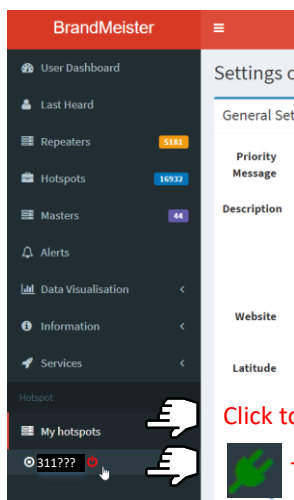 BrandMeister
User Dashboard
Last Heard
Repeaters 5181
Hotspots 16932
Masters 44
Alerts
Data Visualisation
Information
Services
Hotspot
My hotspots
311???
Settings o
General Set
Priority
Message
Description
Website
Latitude
Click to